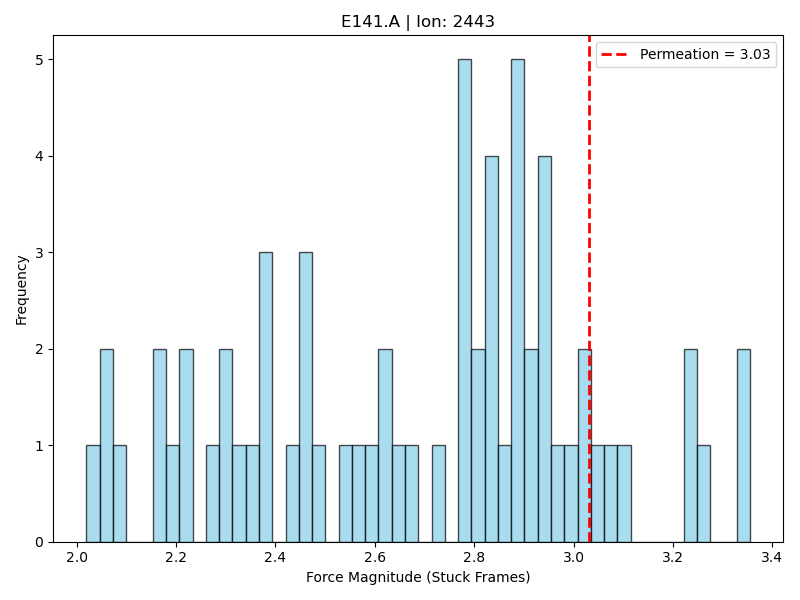 E141.A | Ion: 2443
Permeation = 3.03
5
4
3
2
1
0
Frequency
2.0 2.2 2.4 2.6 2.8 3.0 3.2 3.4
Force Magnitude (Stuck Frames)